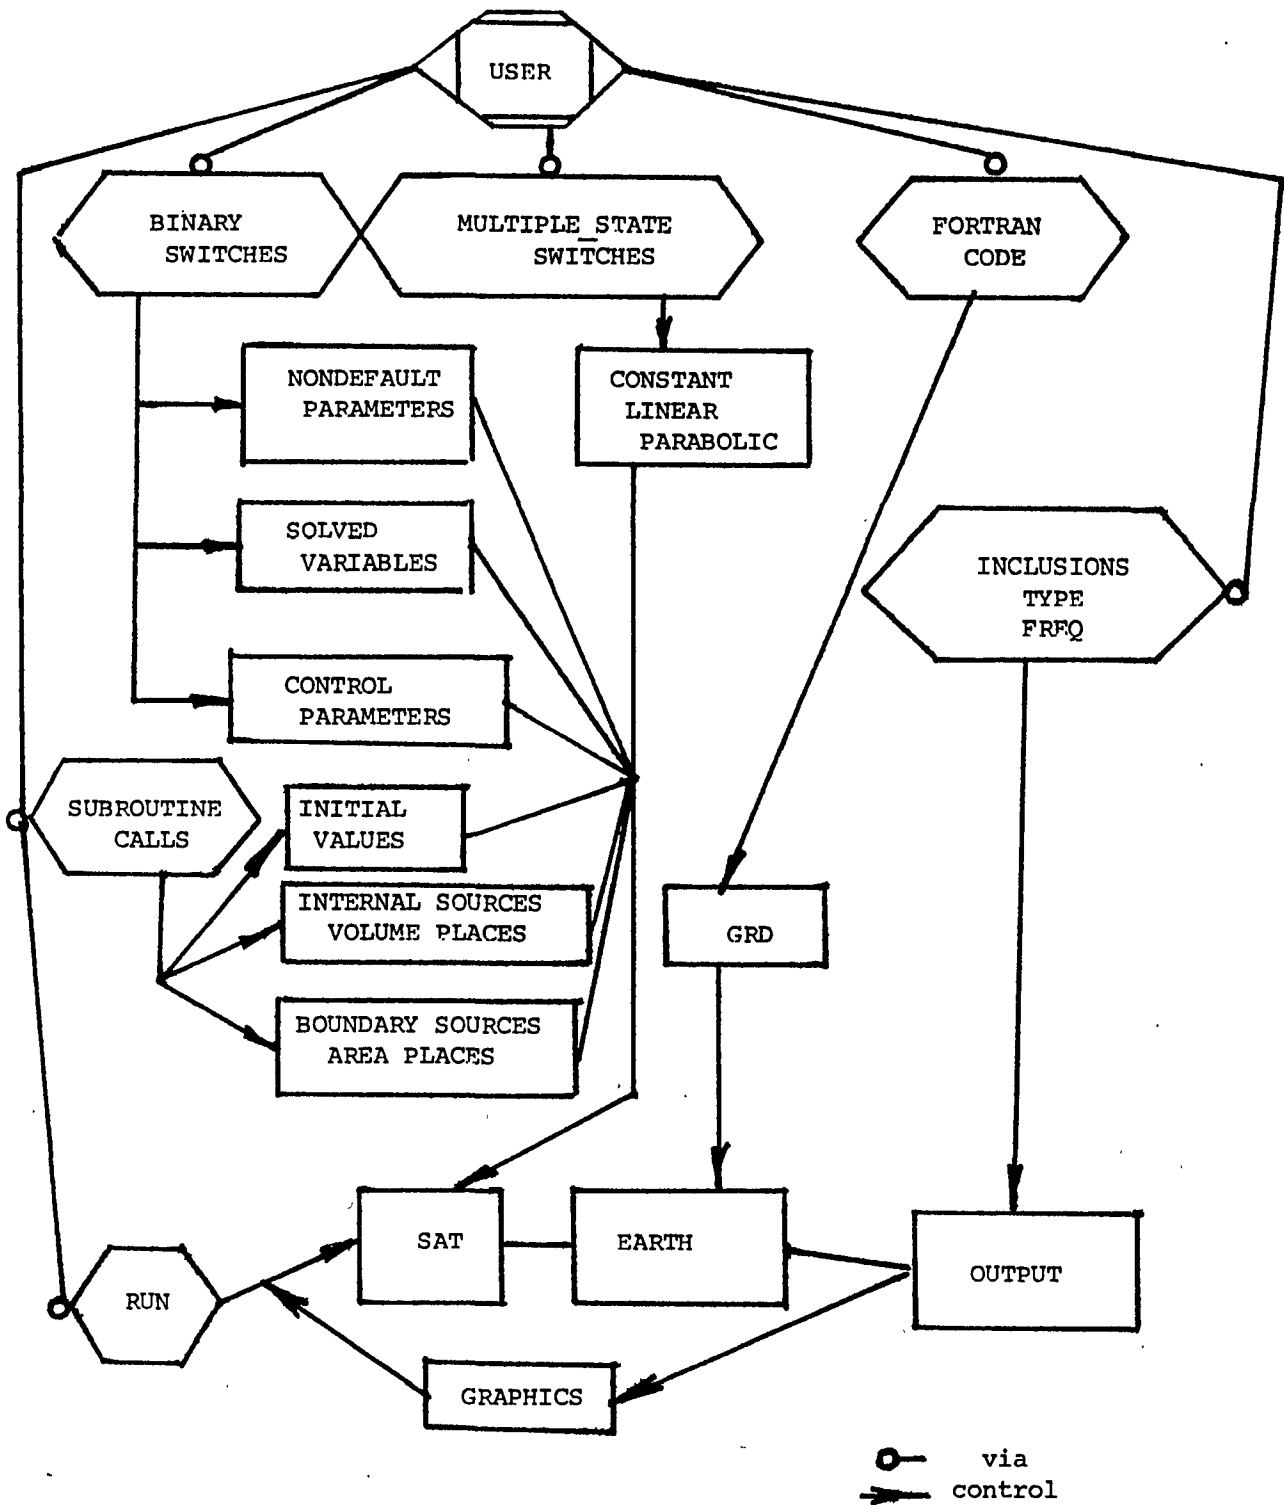 USER
BINARY
SWITCHES
MULTIPLE_STATE
SWITCHES
FORTRAN
CODE
NONDEFAULT
PARAMETERS
CONSTANT
LINEAR
PARABOLIC
SOLVED
VARIABLES
INCLUSIONS
TYPE
FREQ
CONTROL
PARAMETERS
SUBROUTINE
CALLS
INITIAL
VALUES
INTERNAL SOURCES
VOLUME PLACES
GRD
BOUNDARY SOURCES
AREA PLACES
SAT
EARTH
OUTPUT
RUN
GRAPHICS
via
control